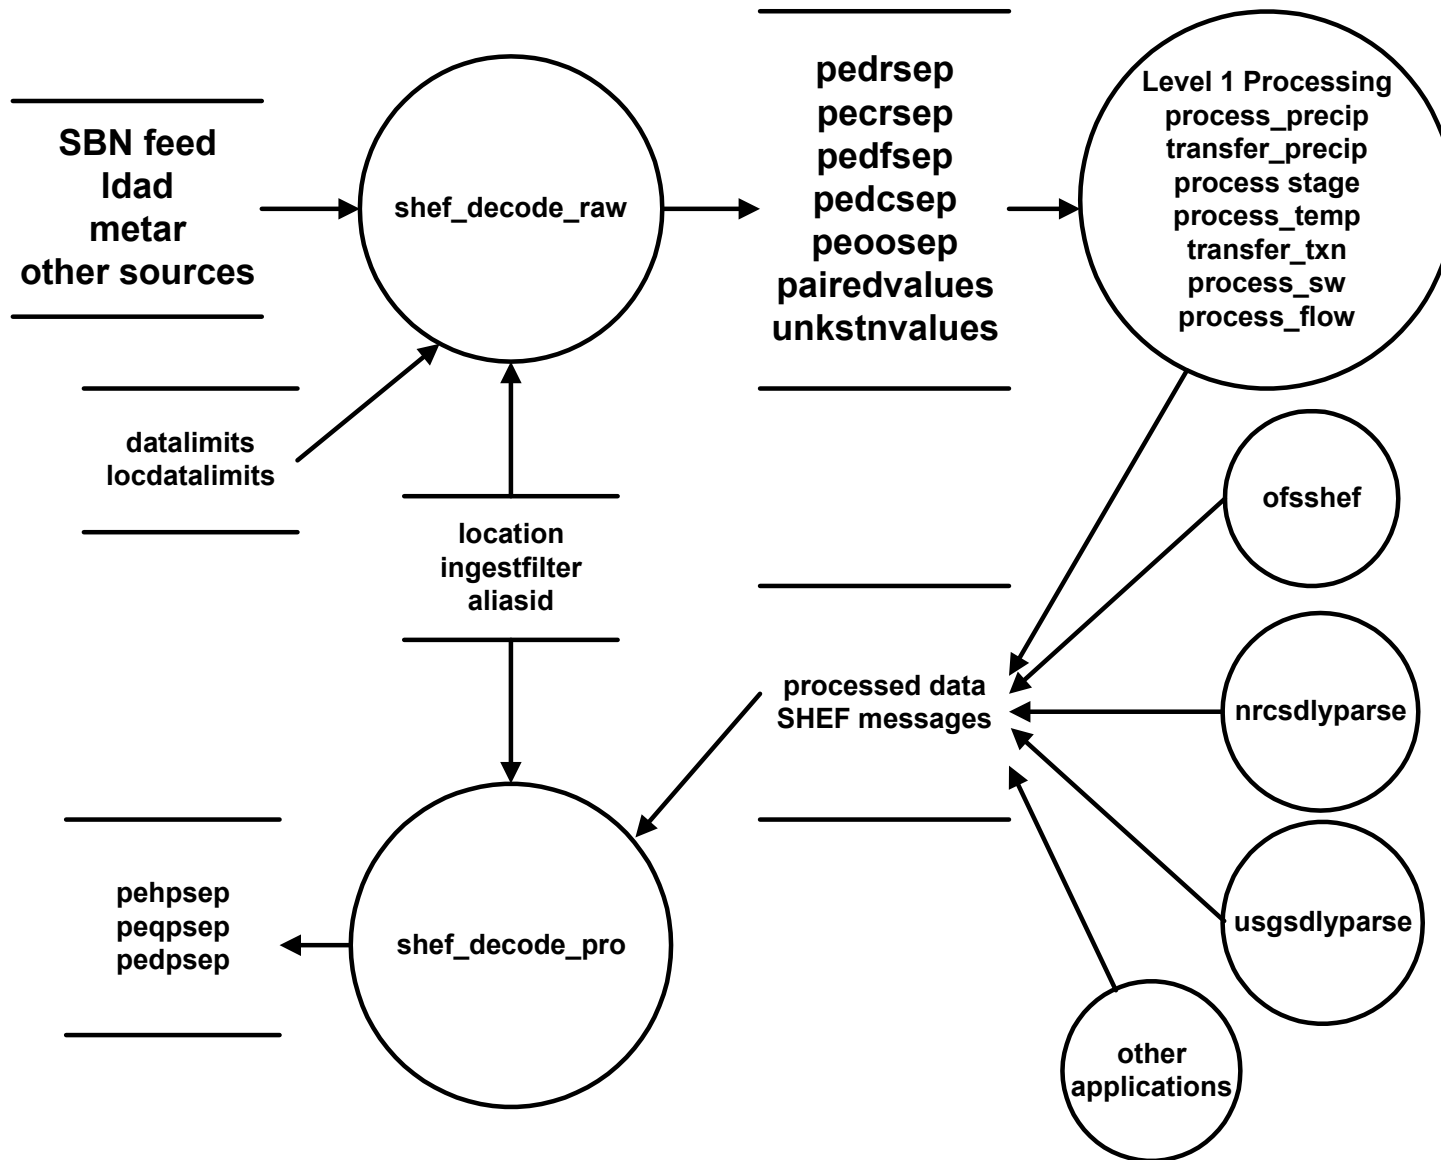 SBN feed
ldad
metar
other sources
shef_decode_raw
pedrsep
pecrsep
pedfsep
pedcsep
peoosep
pairedvalues
unkstnvalues
Level 1 Processing
process_precip
transfer_precip
process stage
process_temp
transfer_txn
process_sw
process_flow
datalimits
locdatalimits
location
ingestfilter
aliasid
ofsshef
processed data
SHEF messages
nrcsdlyparse
usgsdlyparse
pehpsep
peqpsep
pedpsep
shef_decode_pro
other
applications